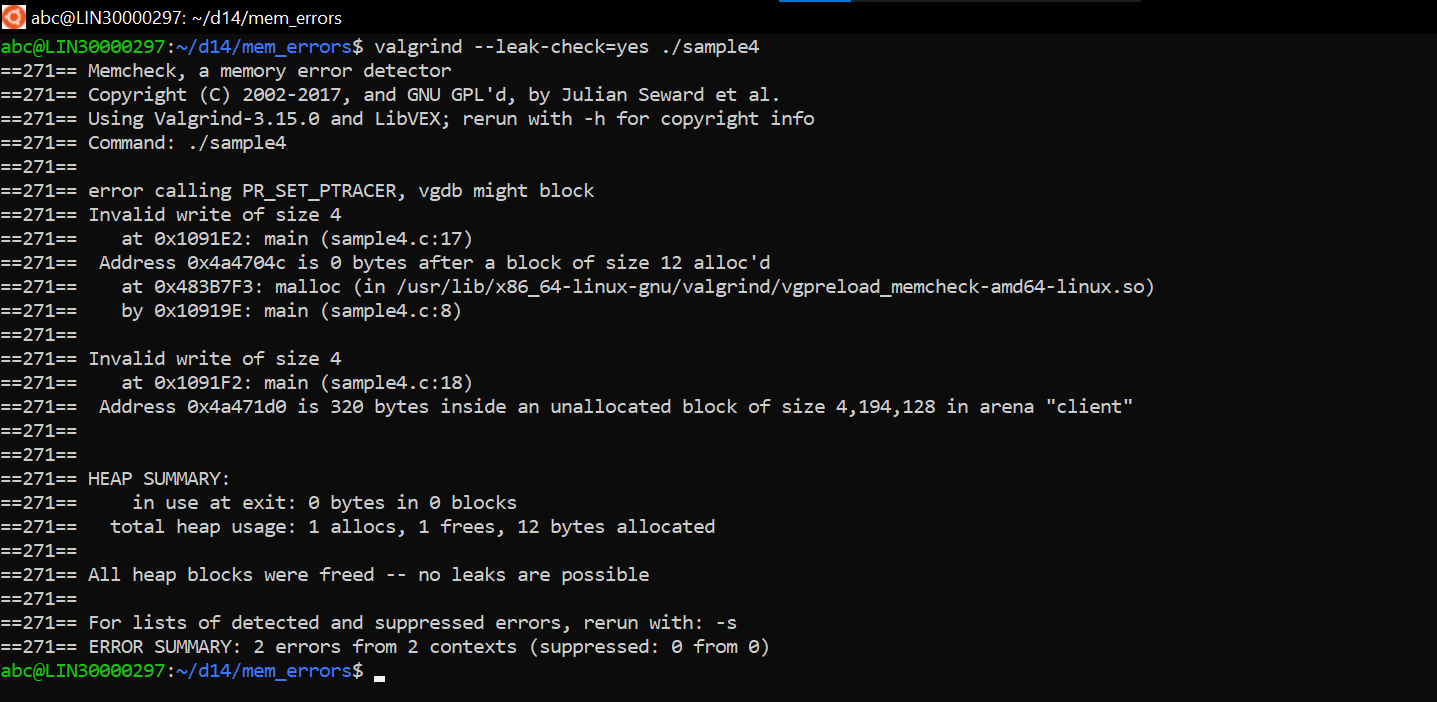 abc@LIN30000297: ~/d14/mem_errors
abc@LIN30000297:~/d14/mem_errors$ valgrind --leak-check=yes ./sample4
==271== Memcheck, a memory error detector
==271== Copyright (C) 2002-2017, and GNU GPL'd, by Julian Seward et al.
==271== Using Valgrind-3.15.0 and LibVEX; rerun with -h for copyright info
==271== Command: ./sample4
==271==
==271== error calling PR_SET_PTRACER, vgdb might block
==271== Invalid write of size 4
==271==    at 0x1091E2: main (sample4.c:17)
==271==  Address 0x4a4704c is 0 bytes after a block of size 12 alloc'd
==271==    at 0x483B7F3: malloc (in /usr/lib/x86_64-linux-gnu/valgrind/vgpreload_memcheck-amd64-linux.so)
==271==    by 0x10919E: main (sample4.c:8)
==271==
==271== Invalid write of size 4
==271==    at 0x1091F2: main (sample4.c:18)
==271==  Address 0x4a471d0 is 320 bytes inside an unallocated block of size 4,194,128 in arena "client"
==271==
==271==
==271== HEAP SUMMARY:
==271==     in use at exit: 0 bytes in 0 blocks
==271==   total heap usage: 1 allocs, 1 frees, 12 bytes allocated
==271==
==271== All heap blocks were freed -- no leaks are possible
==271==
==271== For lists of detected and suppressed errors, rerun with: -s
==271== ERROR SUMMARY: 2 errors from 2 contexts (suppressed: 0 from 0)
abc@LIN30000297:~/d14/mem_errors$